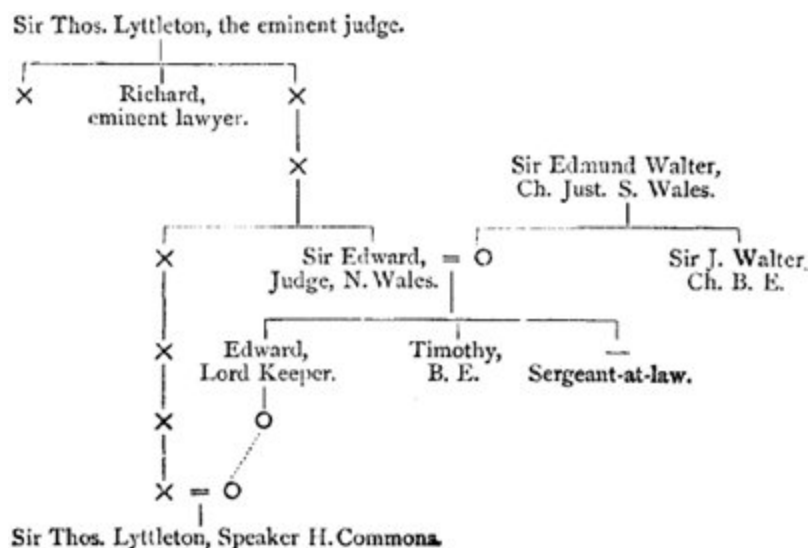 Sir Thos. Lyttleton, the eminent judge.
Richard,
eminent lawyer.
Sir Edmund Walter,
Ch. Just. S. Wales.
Sir Edward,
Judge, N. Wales.
Sir J. Walter,
Ch. B. E.
Edward,
Lord Keeper.
Timothy,
B. E.
Sergeant-at-law.
Sir Thos. Lyttleton, Speaker H. Commons.